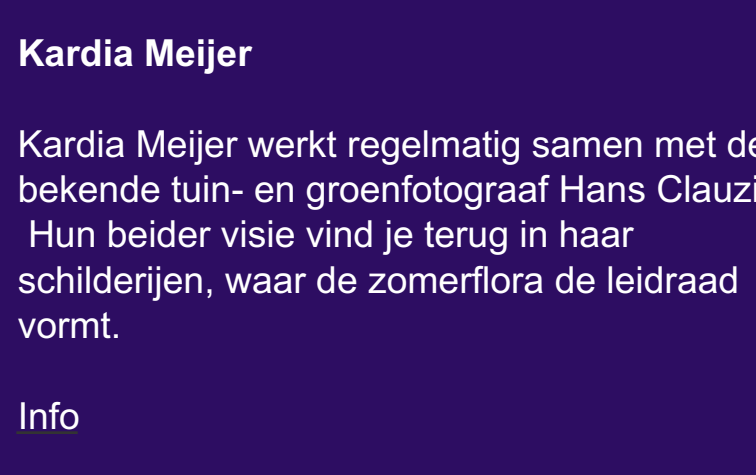 Kardia Meijer
Kardia Meijer werkt regelmatig samen met de
bekende tuin- en groenfotograaf Hans
Hun beider visie vind je terug in haar
schilderijen, waar de zomerflora de leidraad
vormt.
Info